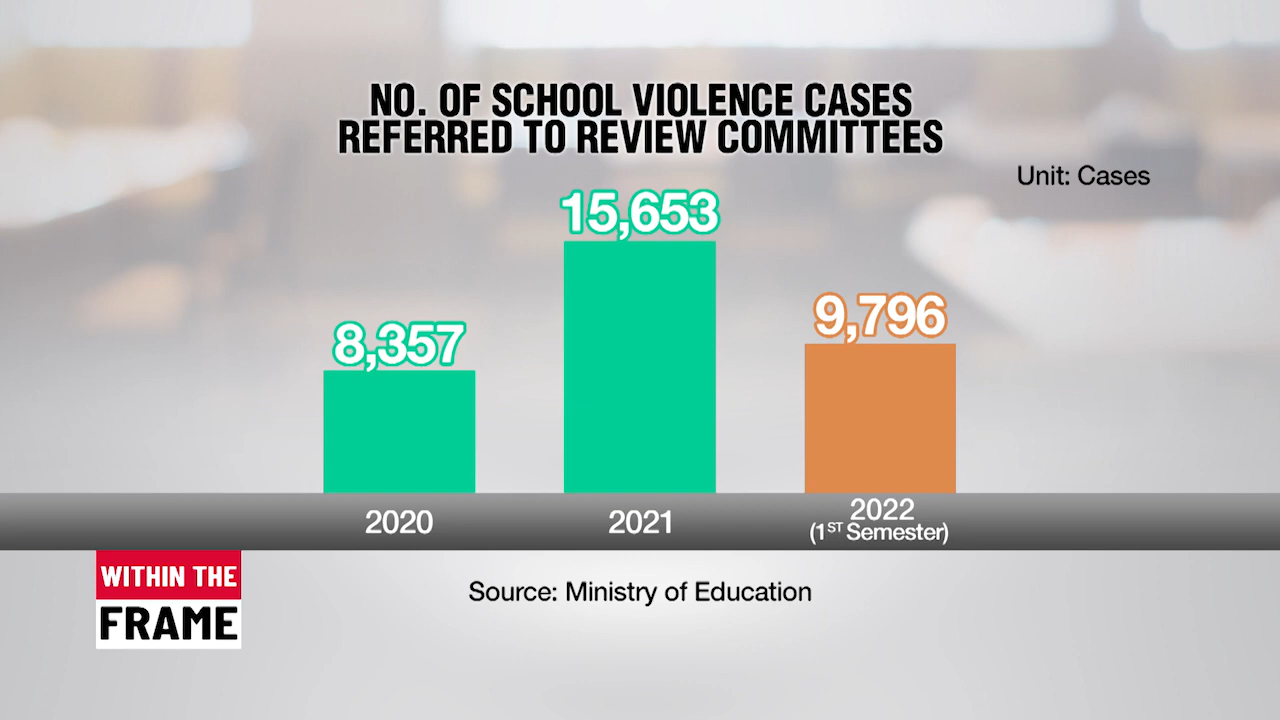 NO. OF SCHOOL VIOLENCE CASES
REFERRED TO REVIEW COMMITTEES
Unit: Cases
15,653
9,796
8,357
2020
2021
2022
(1ST Semester)
WITHIN THE
FRAME
Source: Ministry of Education